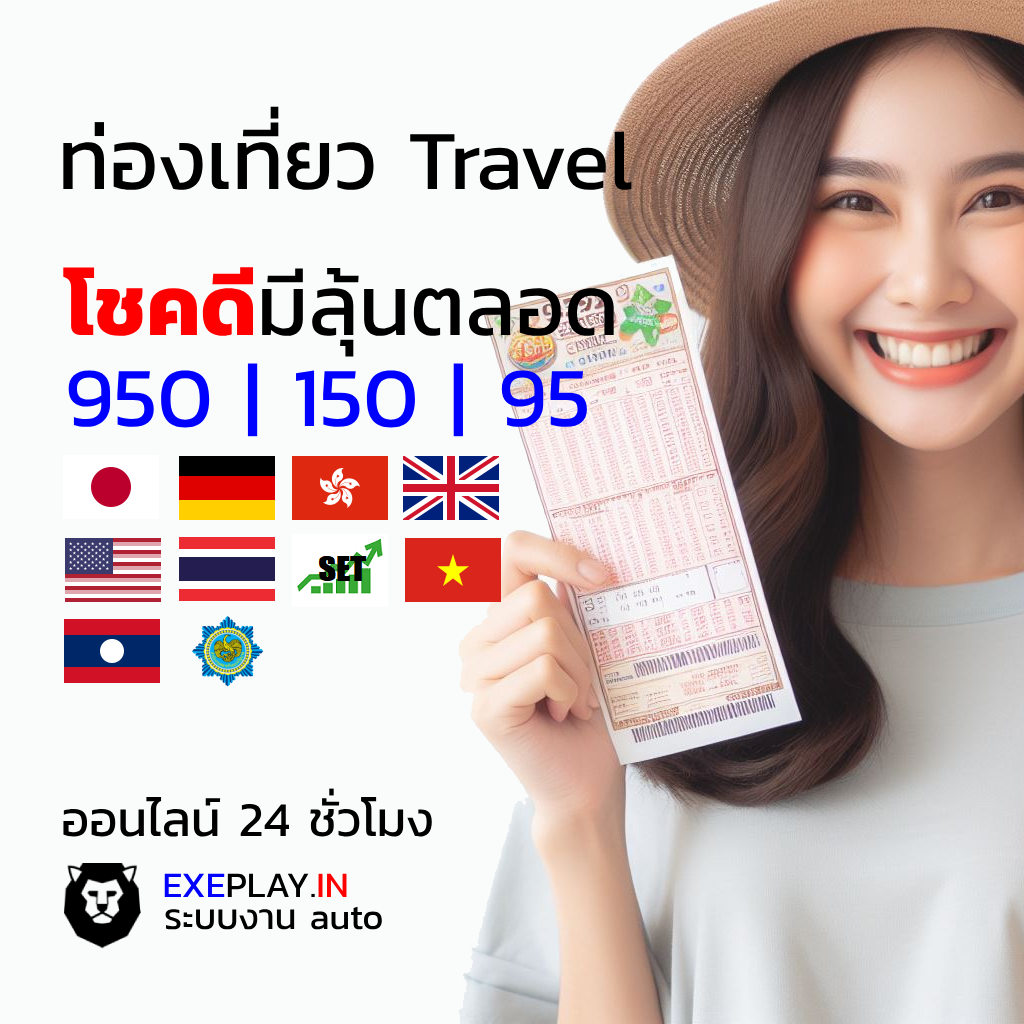 ท่องเที่ยว Travel
โชคดีมีลุ้นตลอด
950 | 150 | 95
SET
ออนไลน์ 24 ชั่วโมง
EXEPLAY.IN
ระบบงาน auto